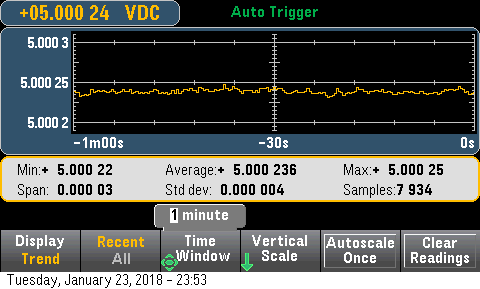 +05.000 24 VDC Auto Trigger
5.000 3
5.000 25
5.000 2
-1m00s -30s 0s
Min:+ 5.000 22 Average:+ 5.000 236 Max:+ 5.000 25
Span: 0.000 03 Std dev: 0.000 004 Samples:7 934
1 minute
Display Recent Time Vertical Autoscale Clear
Trend All Window Scale Once Readings
Tuesday, January 23, 2018 - 23:53